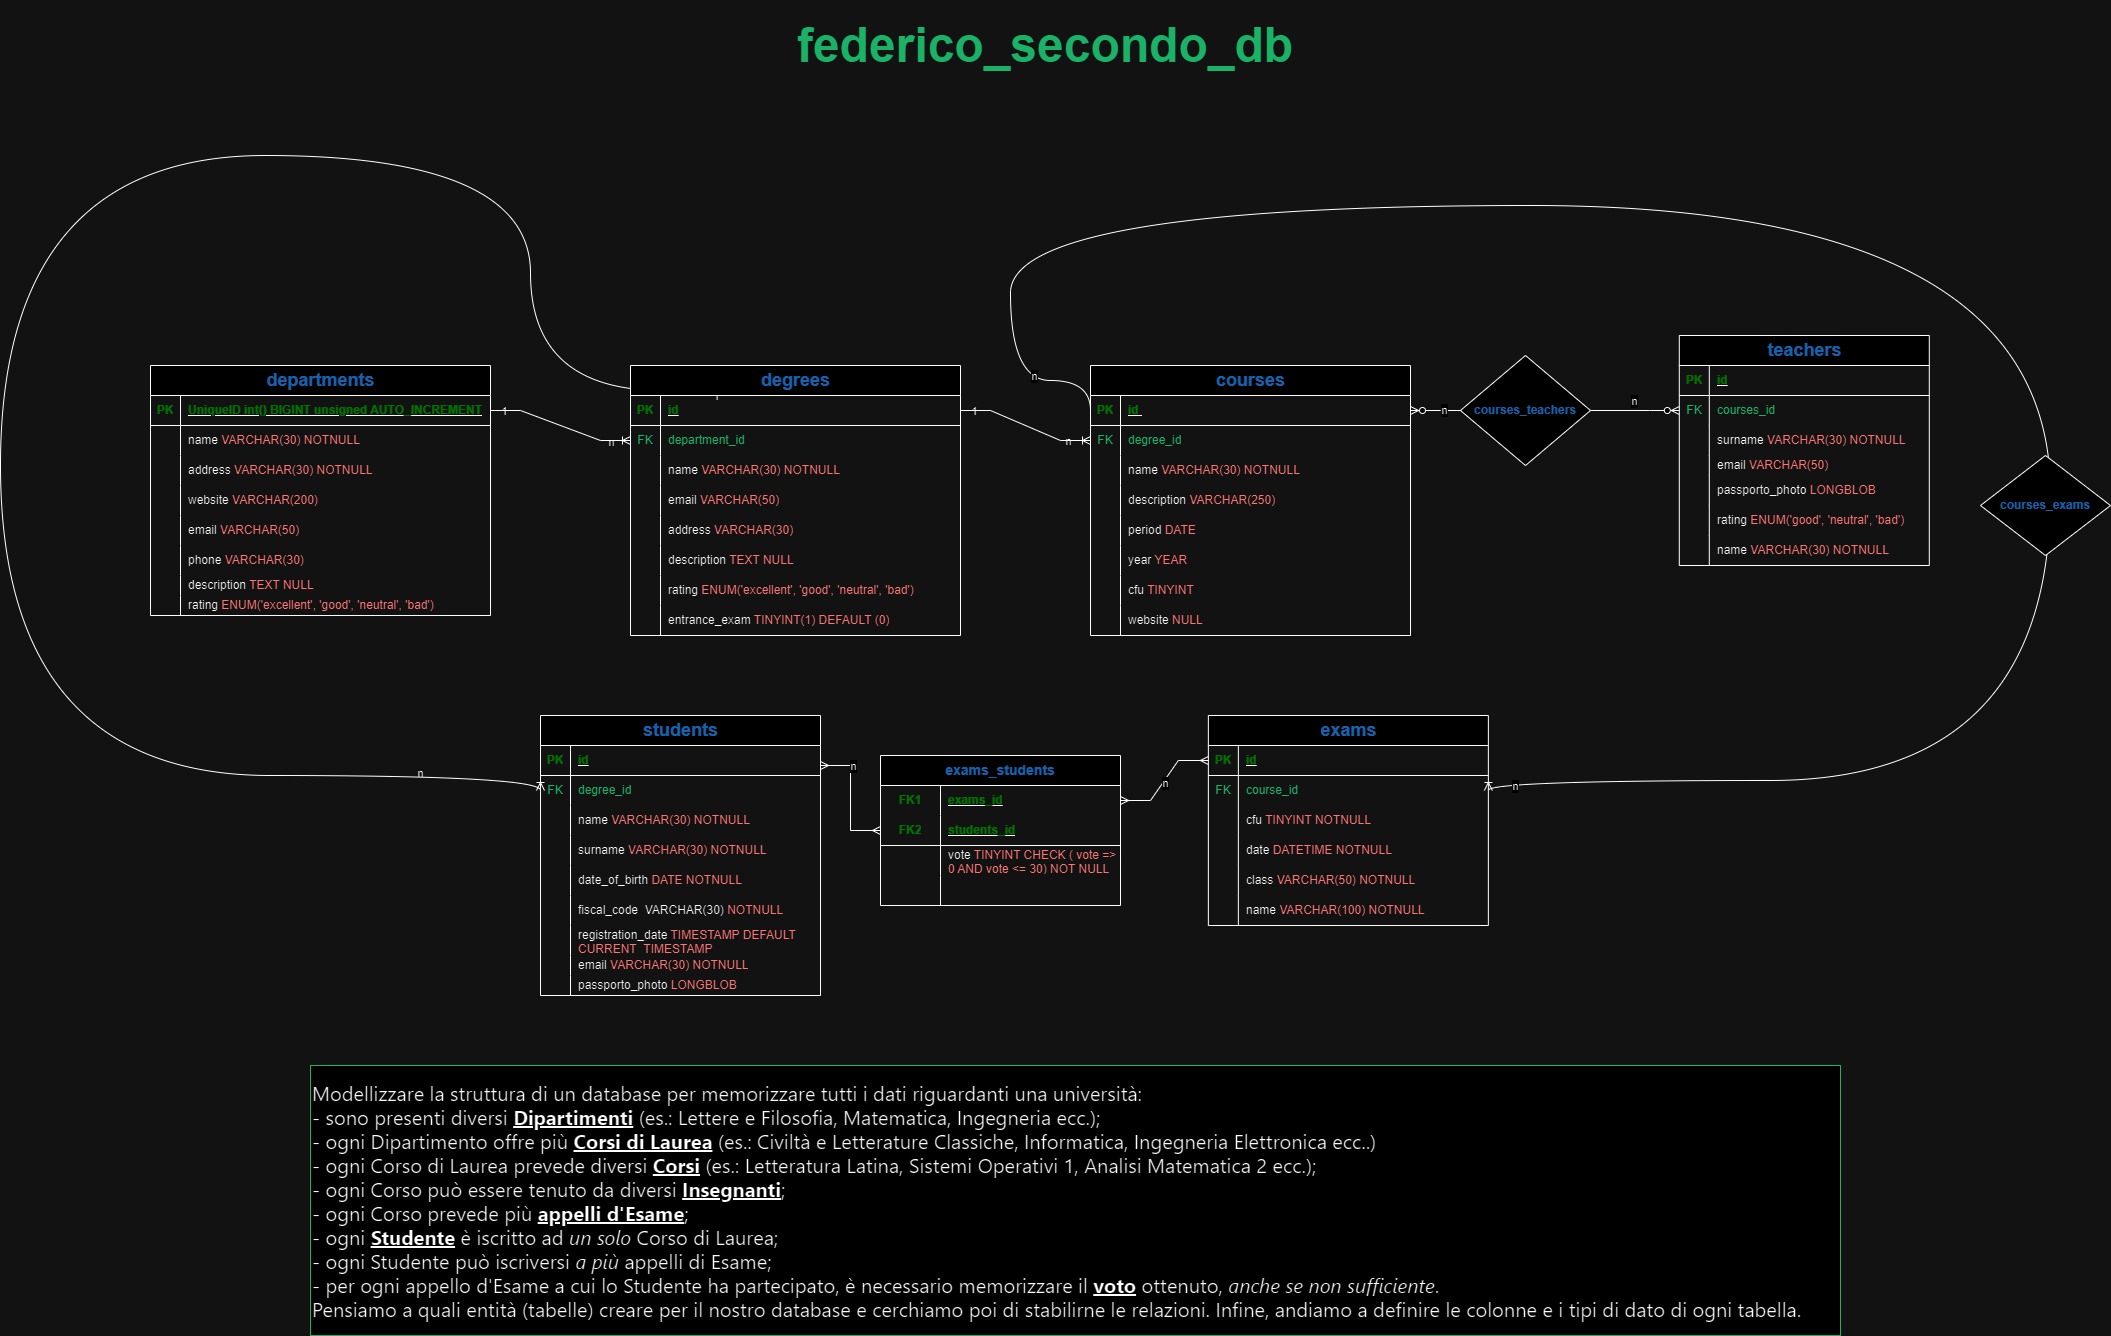 federico_secondo_db
departments
PK UniqueID int() BIGINT unsigned AUTO_INCREMENT
name VARCHAR(30) NOTNULL
address VARCHAR(30) NOTNULL
website VARCHAR(200)
email VARCHAR(50)
phone VARCHAR(30)
description TEXT NULL
rating ENUM('excellent', 'good', 'neutral', 'bad')
1
n
degrees
PK id
FK department_id
name VARCHAR(30) NOTNULL
email VARCHAR(50)
address VARCHAR(30)
description TEXT NULL
rating ENUM('excellent', 'good', 'neutral', 'bad')
entrance_exam TINYINT(1) DEFAULT (0)
1
n
n
courses
PK id
FK degree_id
name VARCHAR(30) NOTNULL
description VARCHAR(250)
period DATE
year YEAR
cfu TINYINT
website NULL
n
courses_teachers
n
teachers
PK id
FK courses_id
surname VARCHAR(30) NOTNULL
email VARCHAR(50)
passporto_photo LONGBLOB
rating ENUM('good', 'neutral', 'bad')
name VARCHAR(30) NOTNULL
courses_exams
n
students
PK id
FK degree_id
name VARCHAR(30) NOTNULL
surname VARCHAR(30) NOTNULL
date_of_birth DATE NOTNULL
fiscal_code VARCHAR(30) NOTNULL
registration_date TIMESTAMP DEFAULT
CURRENT_TIMESTAMP
email VARCHAR(30) NOTNULL
passporto_photo LONGBLOB
n
exams_students
FK1 exams_id
FK2 students_id
vote TINYINT CHECK ( vote =>
0 AND vote <= 30) NOT NULL
n
exams
PK id
FK course_id
cfu TINYINT NOTNULL
date DATETIME NOTNULL
class VARCHAR(50) NOTNULL
name VARCHAR(100) NOTNULL
n
Modellizzare la struttura di un database per memorizzare tutti i dati riguardanti una università:
- sono presenti diversi Dipartimenti (es.: Lettere e Filosofia, Matematica, Ingegneria ecc.);
- ogni Dipartimento offre più Corsi di Laurea (es.: Civiltà e Letterature Classiche, Informatica, Ingegneria Elettronica ecc..)
- ogni Corso di Laurea prevede diversi Corsi (es.: Letteratura Latina, Sistemi Operativi 1, Analisi Matematica 2 ecc.);
- ogni Corso può essere tenuto da diversi Insegnanti;
- ogni Corso prevede più appelli d'Esame;
- ogni Studente è iscritto ad un solo Corso di Laurea;
- ogni Studente può iscriversi a più appelli di Esame;
- per ogni appello d'Esame a cui lo Studente ha partecipato, è necessario memorizzare il voto ottenuto, anche se non sufficiente.
Pensiamo a quali entità (tabelle) creare per il nostro database e cerchiamo poi di stabilirne le relazioni. Infine, andiamo a definire le colonne e i tipi di dato di ogni tabella.